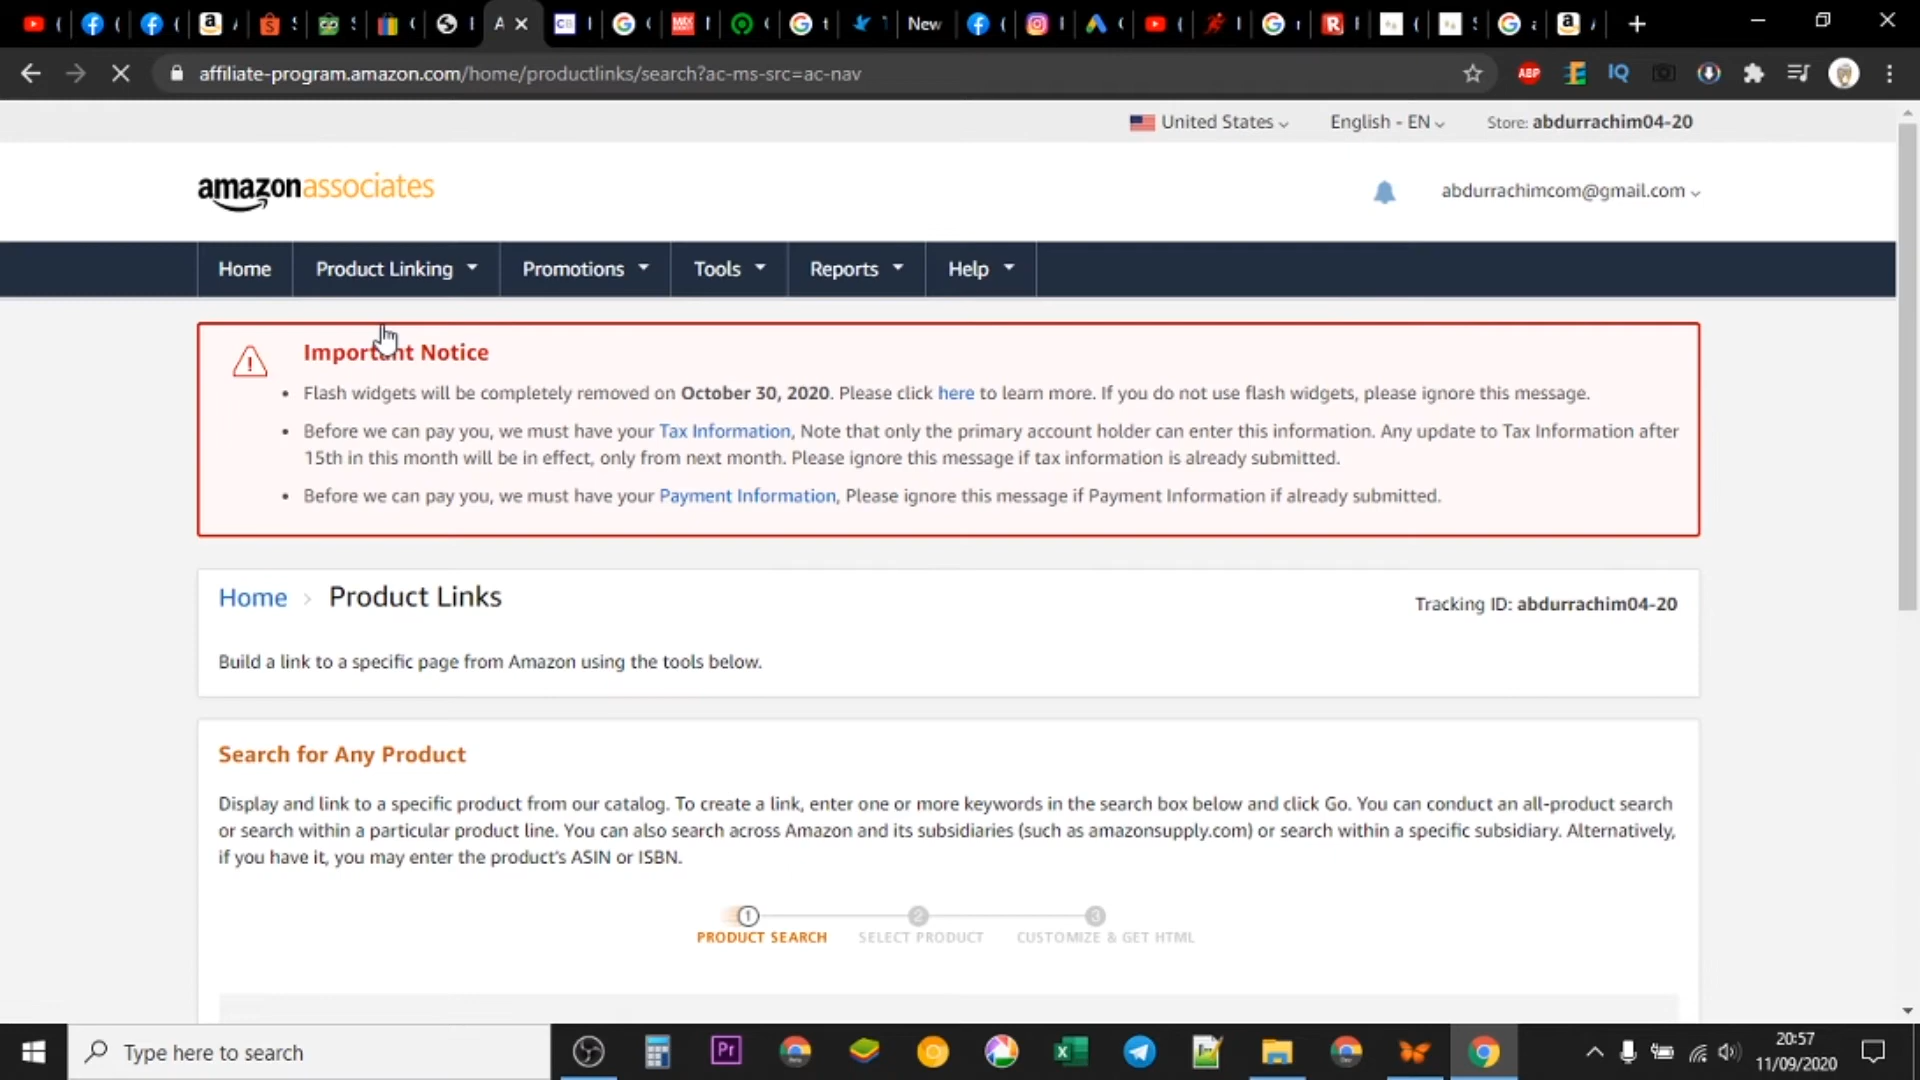 New
affiliate-program.amazon.com/home/productlinks/search?ac-ms-src=ac-nav
ABP
IQ
United States
English - EN
Store: abdurrachim04-20
amazonassociates
abdurrachimcom@gmail.com
Home
Product Linking
Promotions
Tools
Reports
Help
Important Notice
• Flash widgets will be completely removed on October 30, 2020. Please click here to learn more. If you do not use flash widgets, please ignore this message.
• Before we can pay you, we must have your Tax Information, Note that only the primary account holder can enter this information. Any update to Tax Information after
15th in this month will be in effect, only from next month. Please ignore this message if tax information is already submitted.
• Before we can pay you, we must have your Payment Information, Please ignore this message if Payment Information if already submitted.
Home › Product Links
Tracking ID: abdurrachim04-20
Build a link to a specific page from Amazon using the tools below.
Search for Any Product
Display and link to a specific product from our catalog. To create a link, enter one or more keywords in the search box below and click Go. You can conduct an all-product search
or search within a particular product line. You can also search across Amazon and its subsidiaries (such as amazonsupply.com) or search within a specific subsidiary. Alternatively,
if you have it, you may enter the product's ASIN or ISBN.
1
2
3
PRODUCT SEARCH
SELECT PRODUCT
CUSTOMIZE & GET HTML
Type here to search
Pr
20:57
11/09/2020